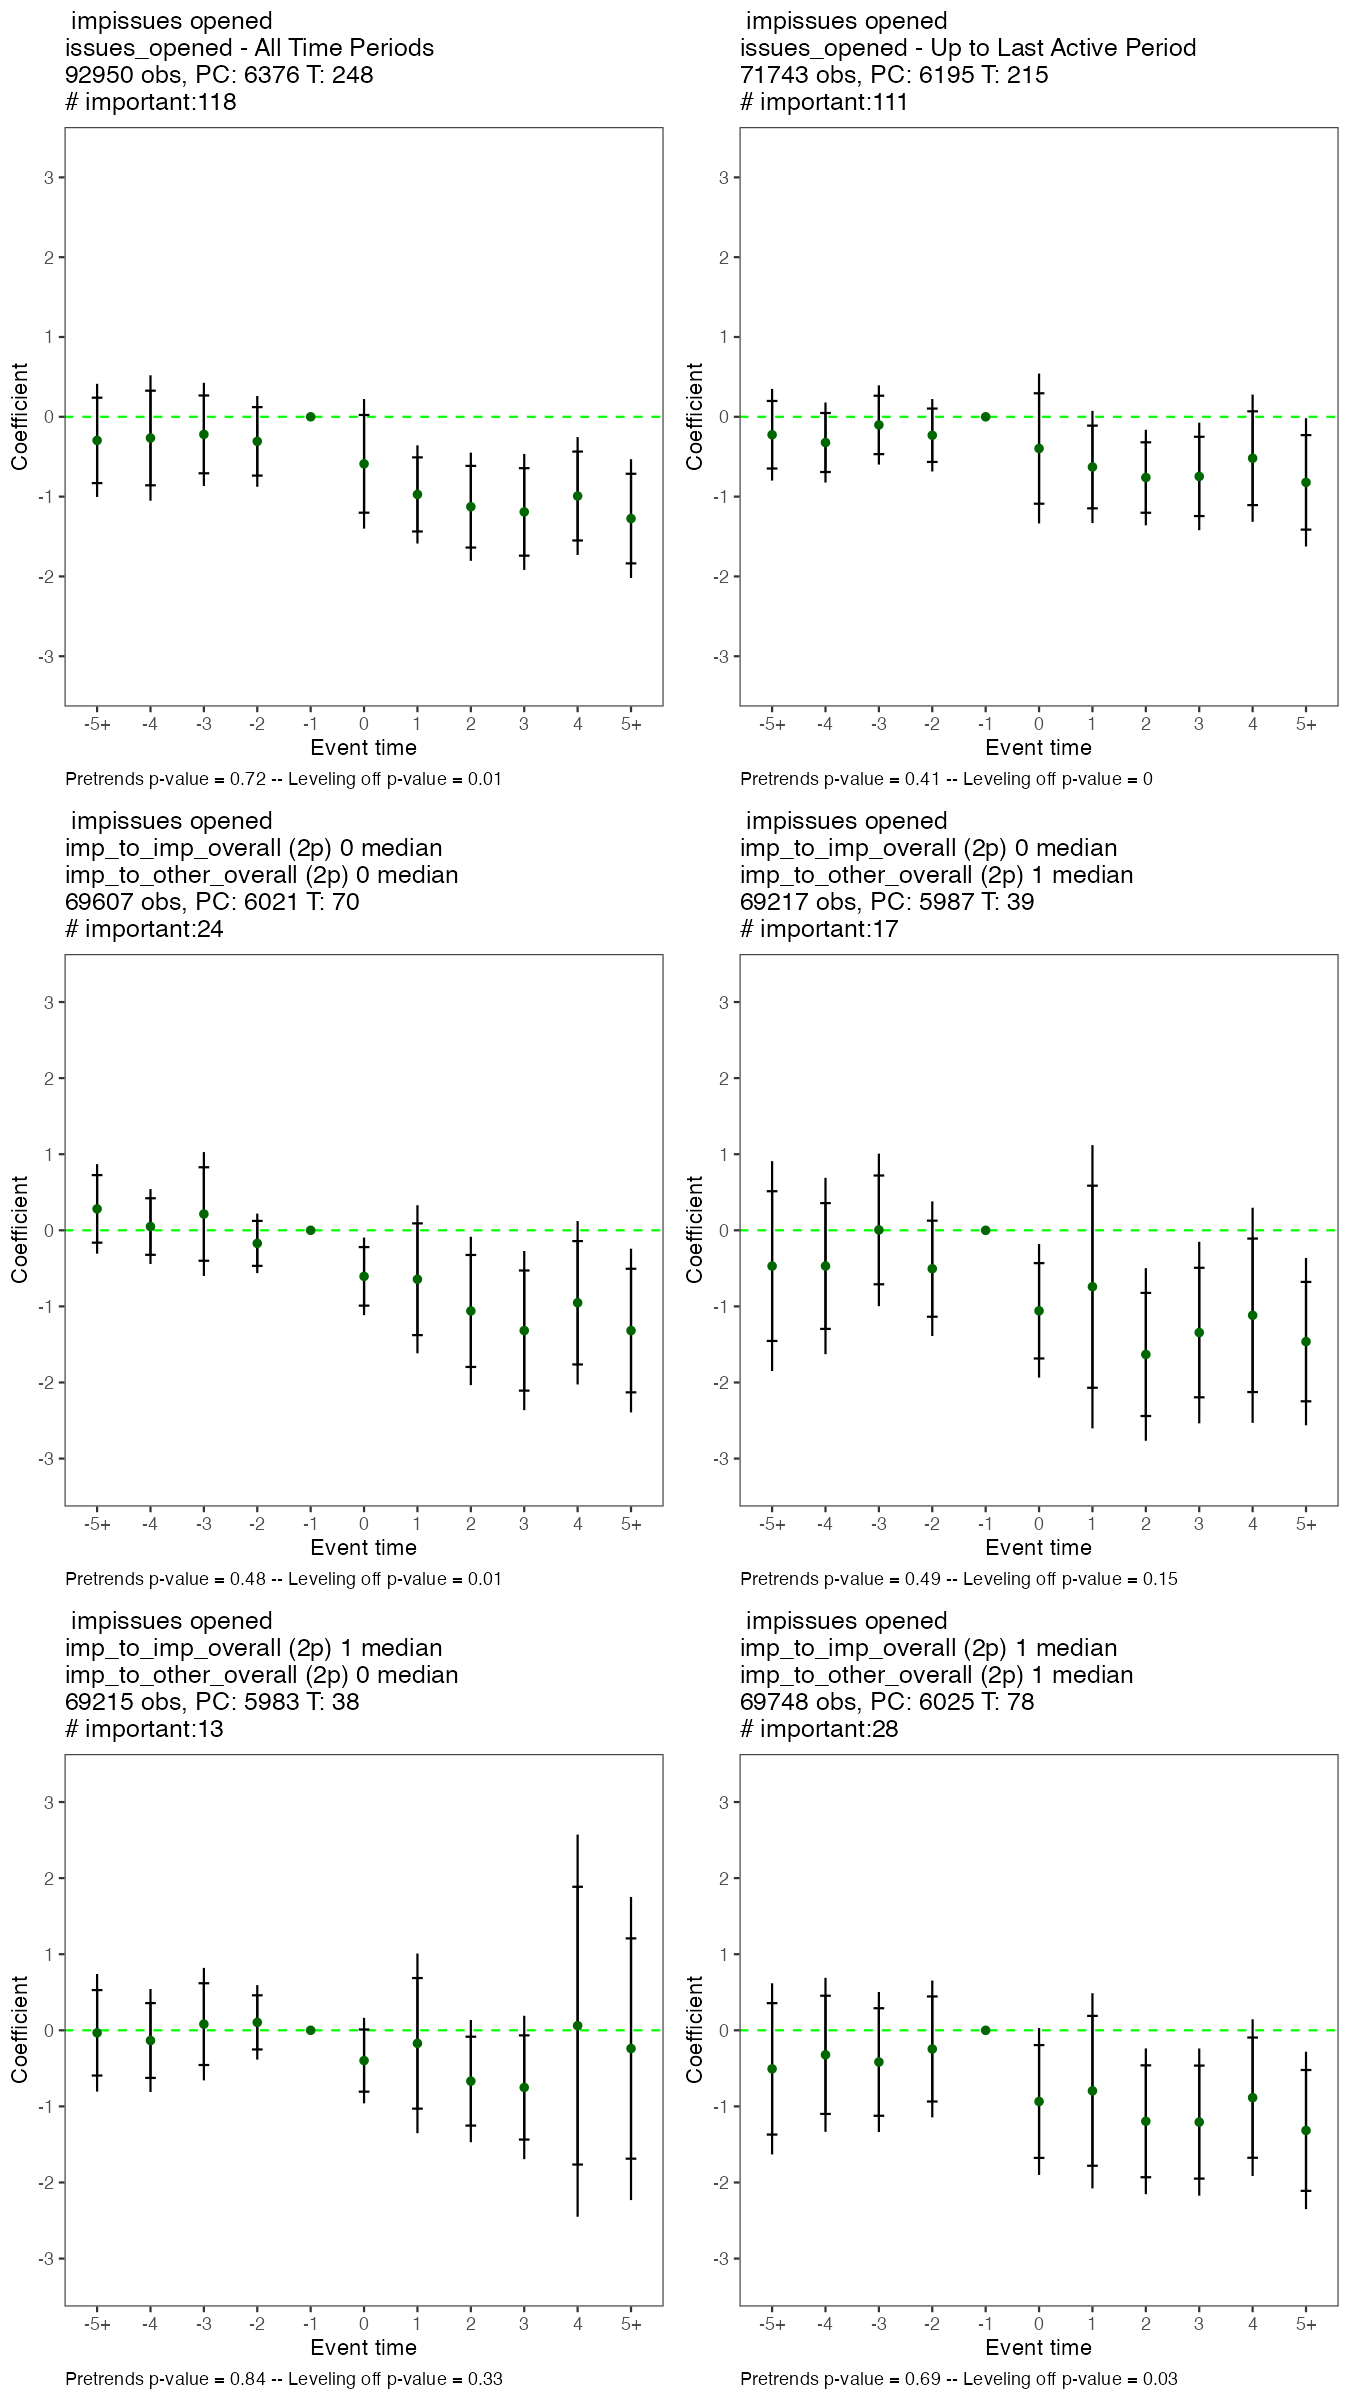 impissues opened
issues_opened - All Time Periods
92950 obs, PC: 6376 T: 248
# important:118
3
2
1
0
-1
-2
-3
Coefficient
-5+ -4 -3 -2 -1 0 1 2 3 4 5+
Event time
Pretrends p-value = 0.72 -- Leveling off p-value = 0.01
impissues opened
issues_opened - Up to Last Active Period
71743 obs, PC: 6195 T: 215
# important:111
3
2
1
0
-1
-2
-3
Coefficient
-5+ -4 -3 -2 -1 0 1 2 3 4 5+
Event time
Pretrends p-value = 0.41 -- Leveling off p-value = 0
impissues opened
imp_to_imp_overall (2p) 0 median
imp_to_other_overall (2p) 0 median
69607 obs, PC: 6021 T: 70
# important:24
3
2
1
0
-1
-2
-3
Coefficient
-5+ -4 -3 -2 -1 0 1 2 3 4 5+
Event time
Pretrends p-value = 0.48 -- Leveling off p-value = 0.01
impissues opened
imp_to_imp_overall (2p) 0 median
imp_to_other_overall (2p) 1 median
69217 obs, PC: 5987 T: 39
# important:17
3
2
1
0
-1
-2
-3
Coefficient
-5+ -4 -3 -2 -1 0 1 2 3 4 5+
Event time
Pretrends p-value = 0.49 -- Leveling off p-value = 0.15
impissues opened
imp_to_imp_overall (2p) 1 median
imp_to_other_overall (2p) 0 median
69215 obs, PC: 5983 T: 38
# important:13
3
2
1
0
-1
-2
-3
Coefficient
-5+ -4 -3 -2 -1 0 1 2 3 4 5+
Event time
Pretrends p-value = 0.84 -- Leveling off p-value = 0.33
impissues opened
imp_to_imp_overall (2p) 1 median
imp_to_other_overall (2p) 1 median
69748 obs, PC: 6025 T: 78
# important:28
3
2
1
0
-1
-2
-3
Coefficient
-5+ -4 -3 -2 -1 0 1 2 3 4 5+
Event time
Pretrends p-value = 0.69 -- Leveling off p-value = 0.03